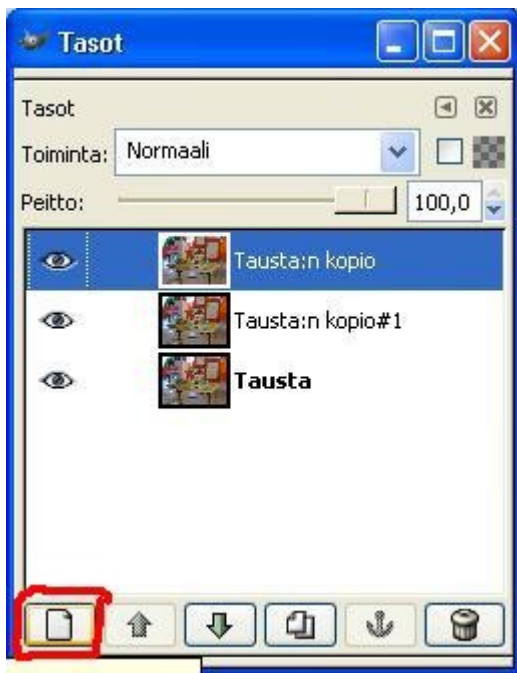 Tasot
Tasot
Toiminta: Normaali
Peitto: 100,0
Tausta:n kopio
Tausta:n kopio#1
Tausta